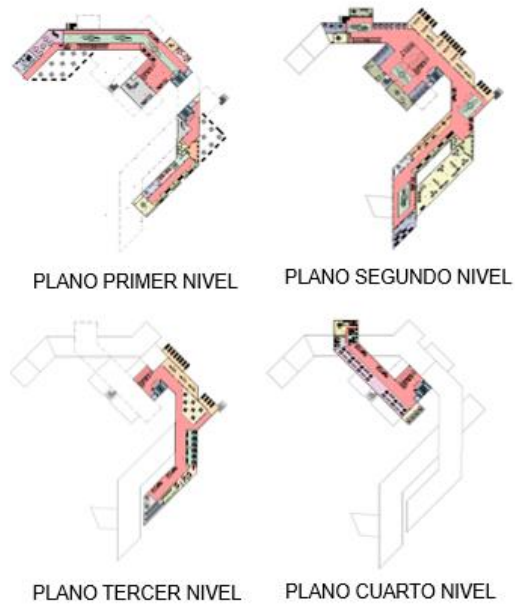 PLANO PRIMER NIVEL
PLANO SEGUNDO NIVEL
PLANO TERCER NIVEL
PLANO CUARTO NIVEL